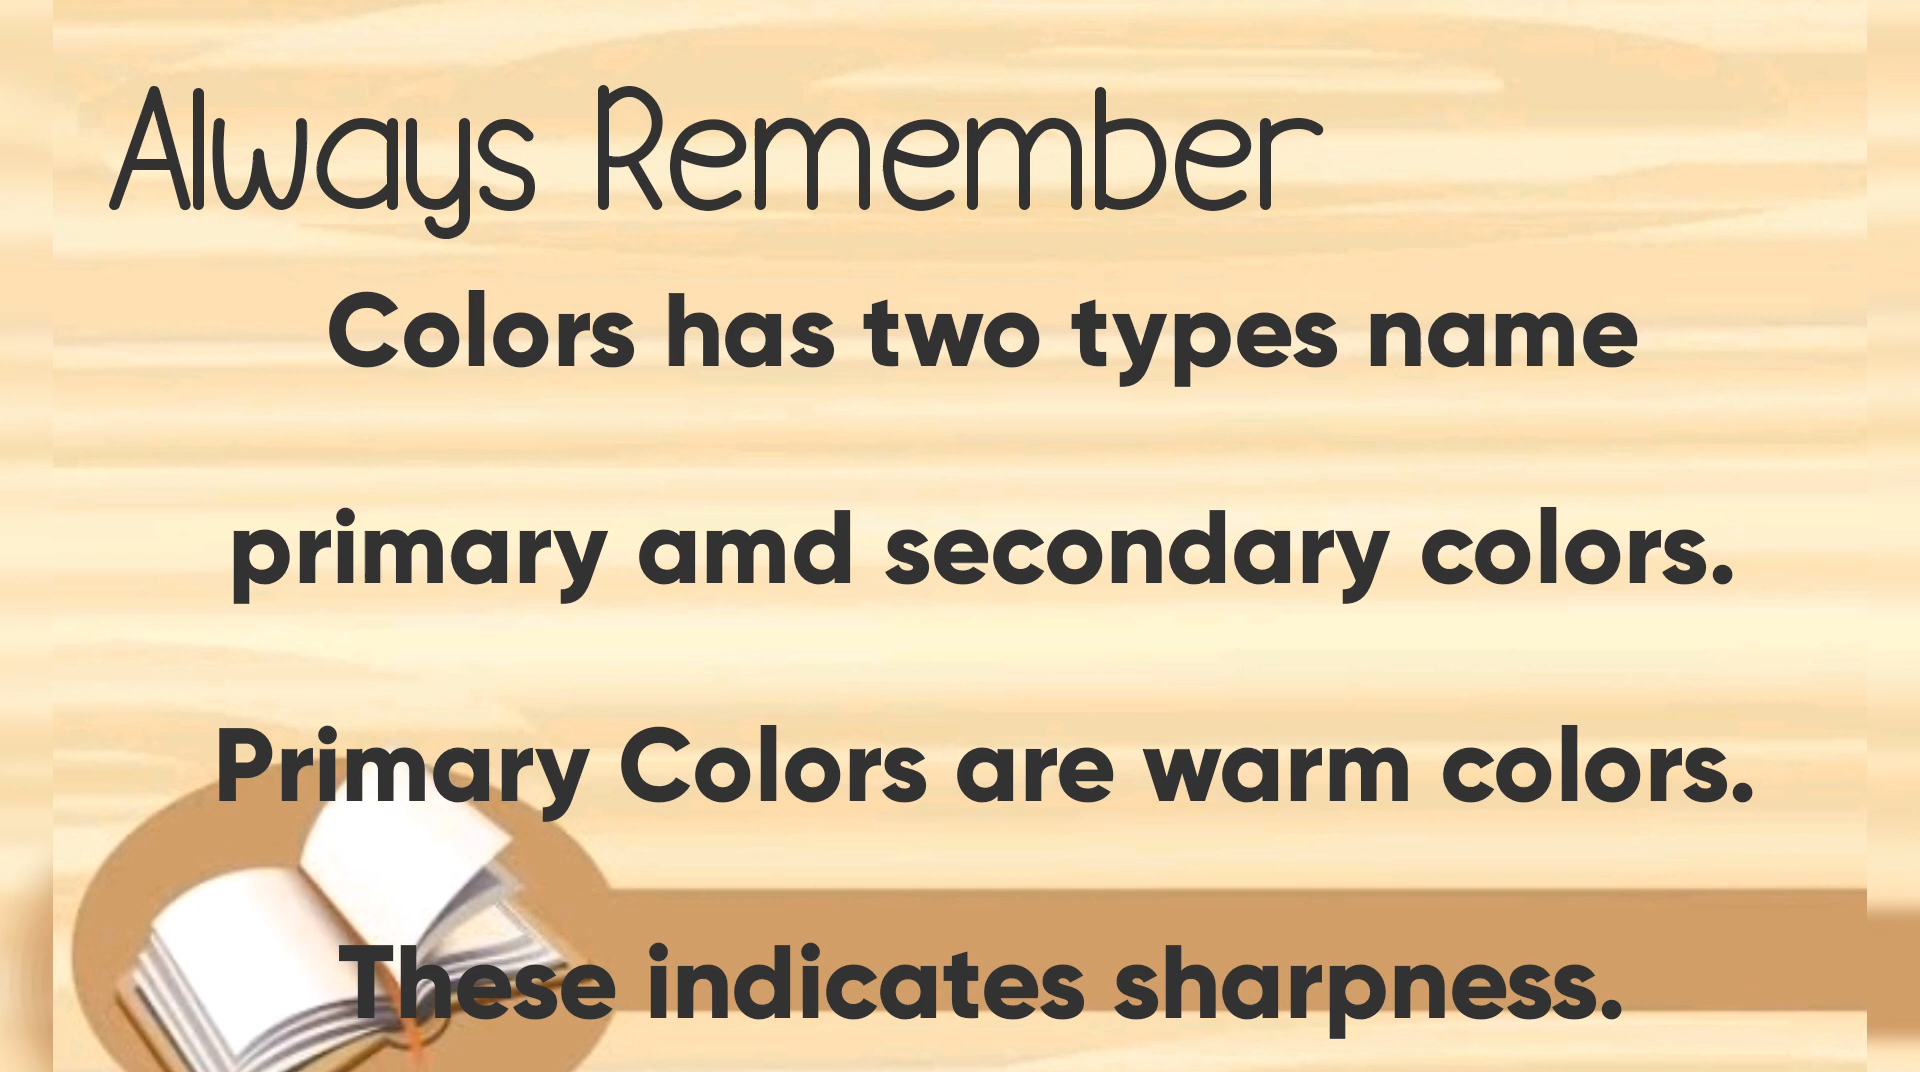 Always Remember
Colors has two types name
primary amd secondary colors.
Primary Colors are warm colors.
These indicates sharpness.